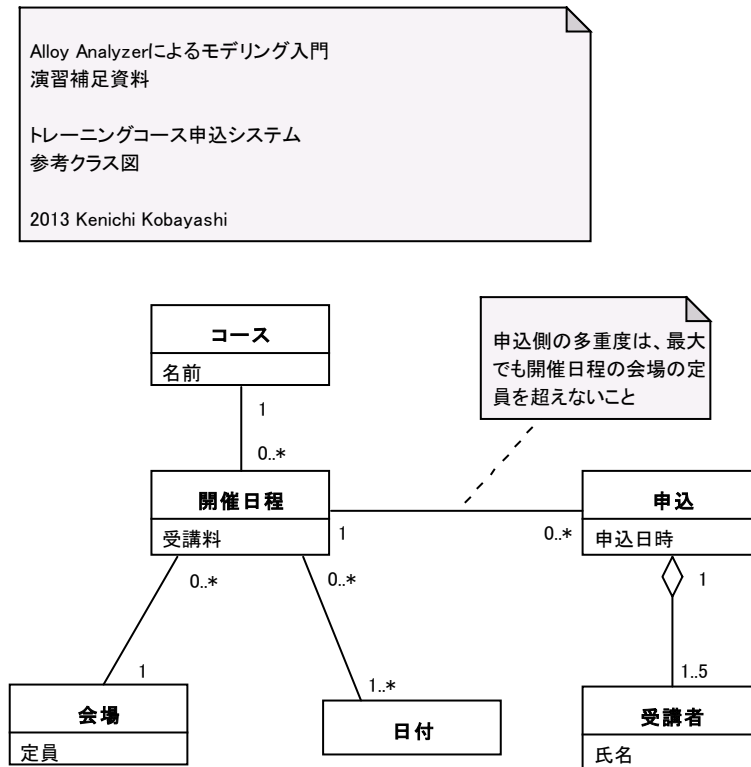 Alloy Analyzerによるモデリング入門
演習補足資料
トレーニングコース申込システム
参考クラス図
2013 Kenichi Kobayashi
コース
名前
申込側の多重度は、最大
でも開催日程の会場の定
員を超えないこと
1
0..*
開催日程
受講料
1
0..*
申込
申込日時
0..*
0..*
1
1
1..*
1..5
会場
定員
日付
受講者
氏名